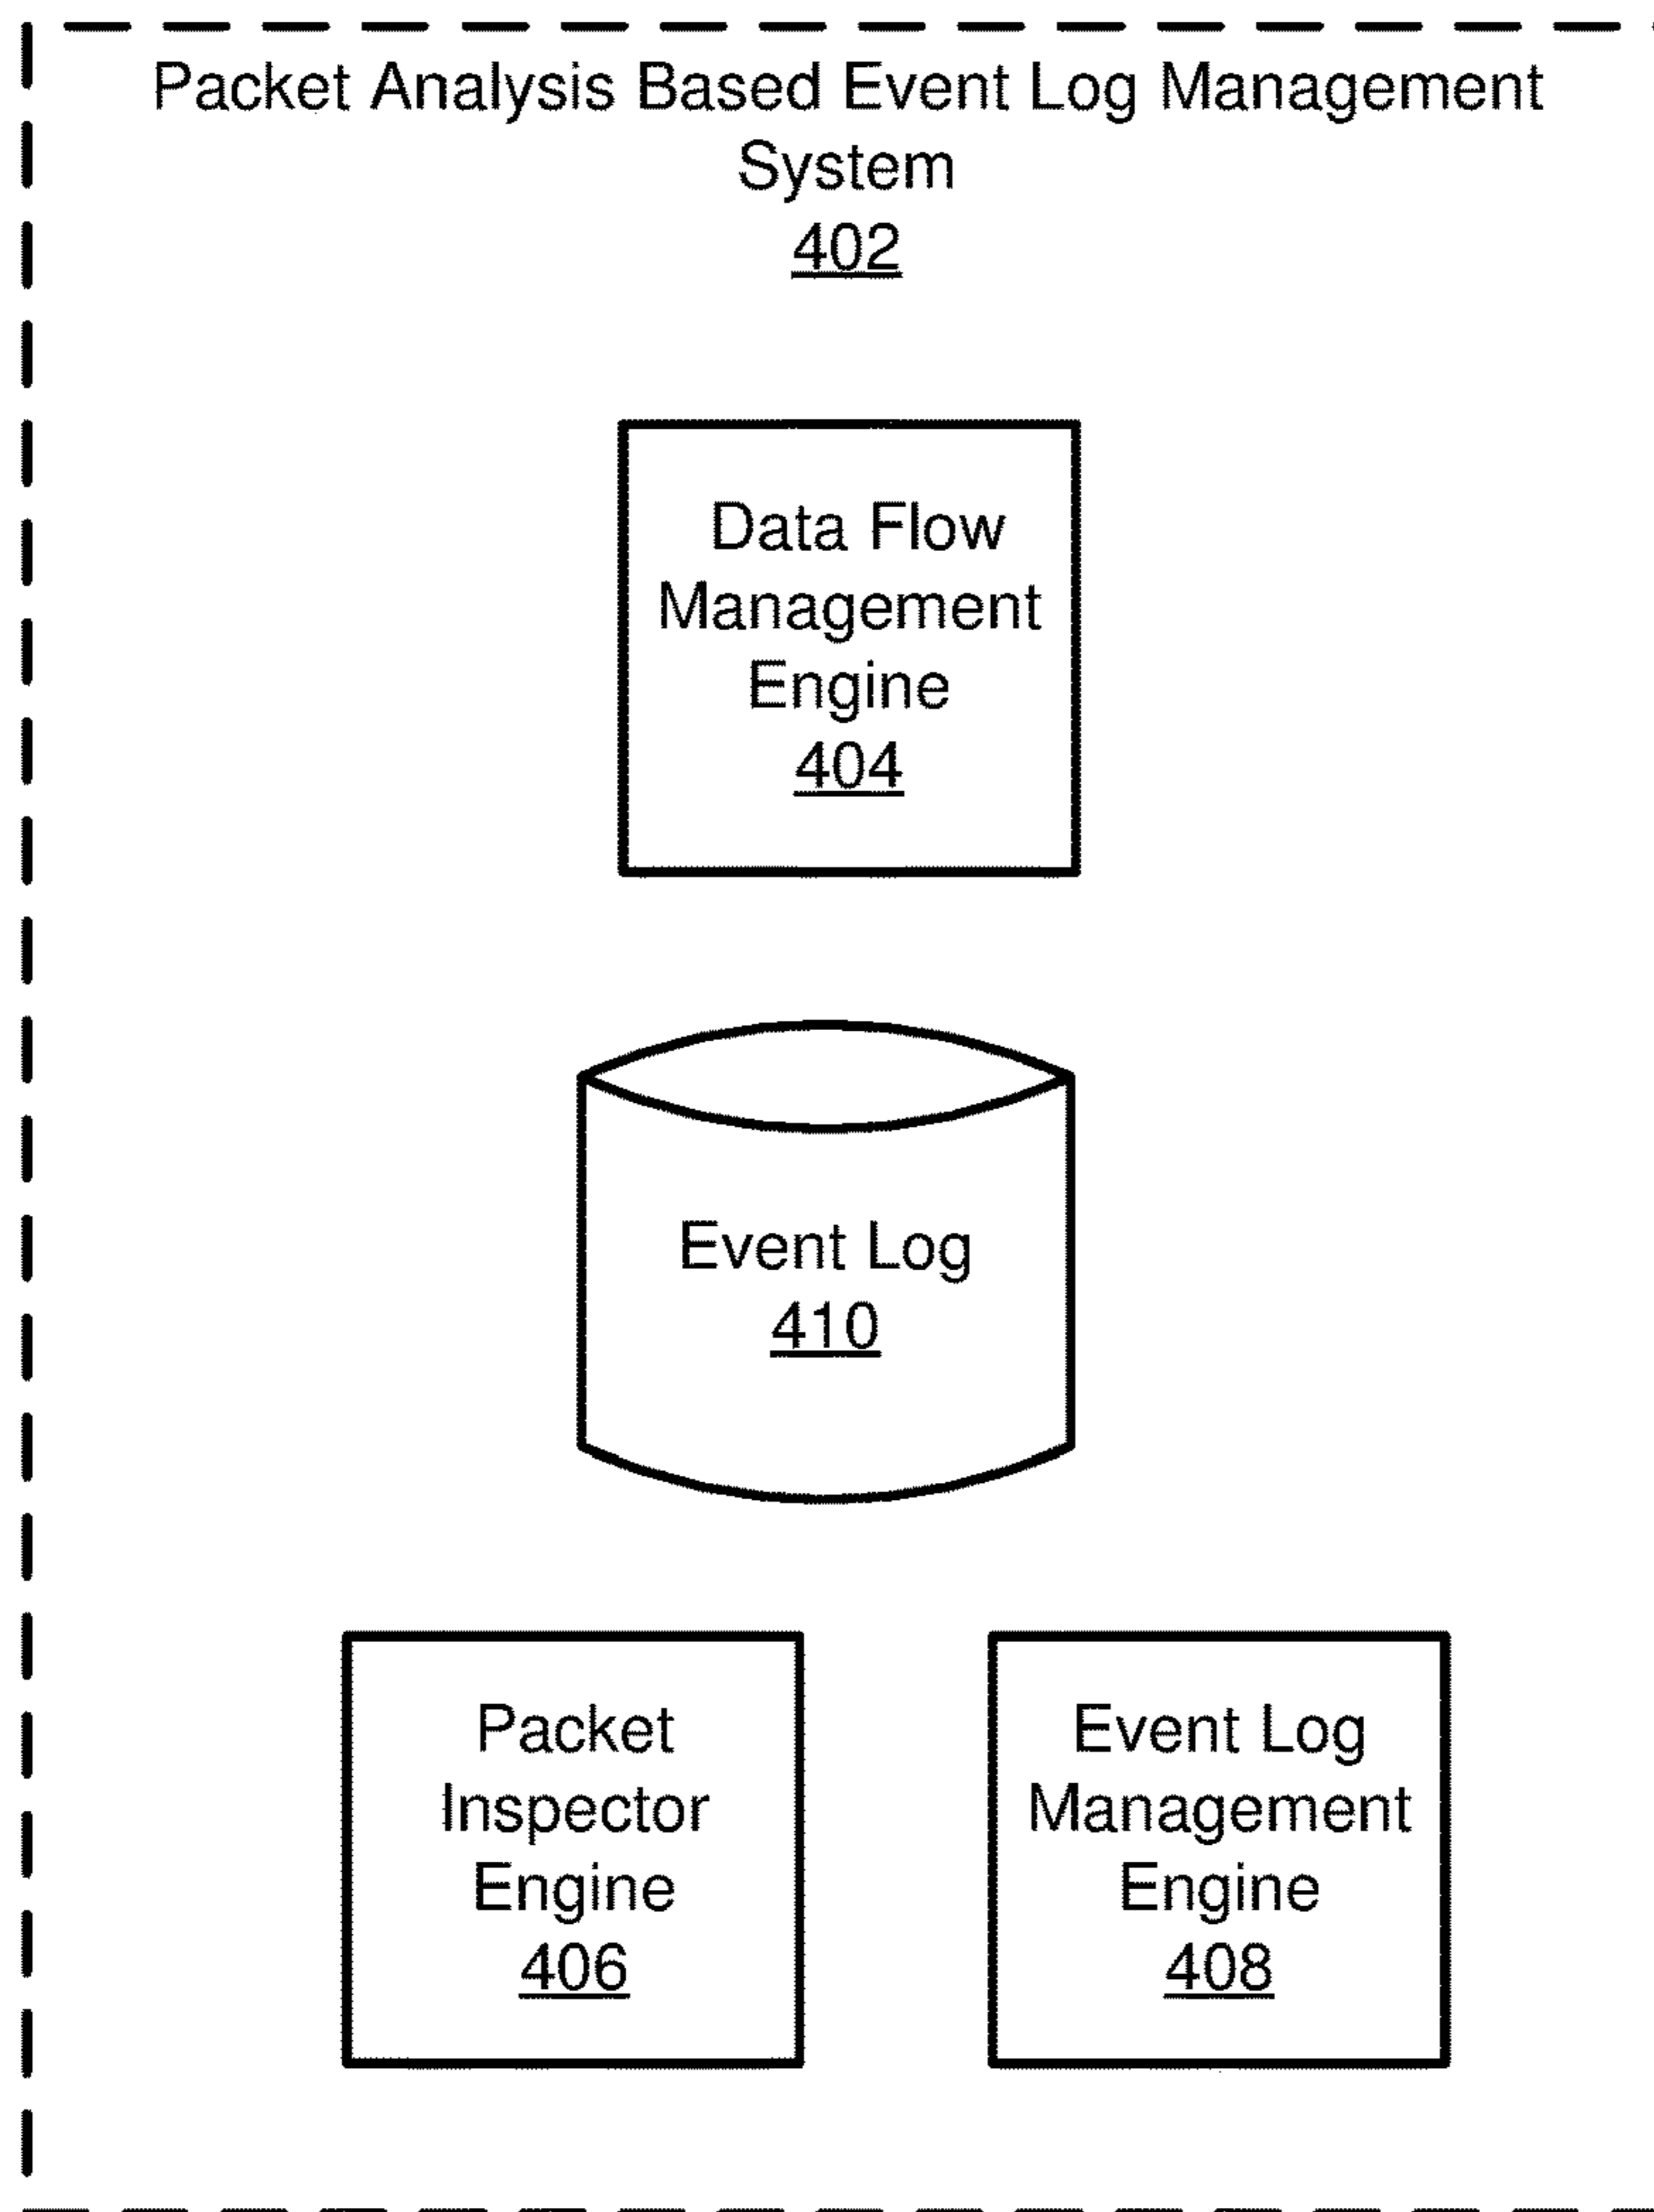 Packet Analysis Based Event Log Management
System
402
Data Flow
Management
Engine
404
Event Log
410
Packet
Inspector
Engine
406
Event Log
Management
Engine
408